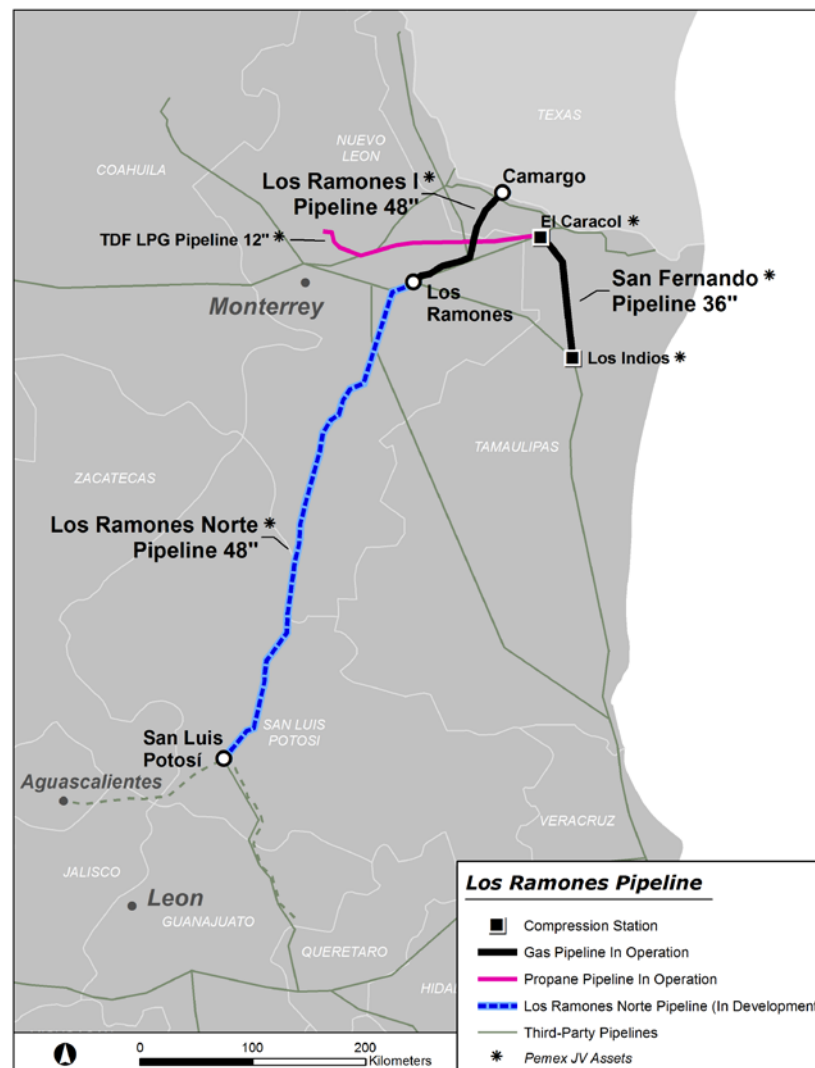 TEXAS
NUEVO
LEON
COAHUILA
Los Ramones I *
Pipeline 48"
Camargo
El Caracol *
TDF LPG Pipeline 12" *
San Fernando *
Pipeline 36"
Monterrey
Los
Ramones
Los Indios *
TAMAULIPAS
ZACATECAS
Los Ramones Norte *
Pipeline 48"
SAN LUIS
POTOSI
San Luis
Potosí
Aguascalientes
VERACRUZ
JALISCO
Leon
GUANAJUATO
QUERETARO
HIDA
Los Ramones Pipeline
Compression Station
Gas Pipeline In Operation
Propane Pipeline In Operation
Los Ramones Norte Pipeline (In Development
Third-Party Pipelines
* Pemex JV Assets
0 100 200
Kilometers